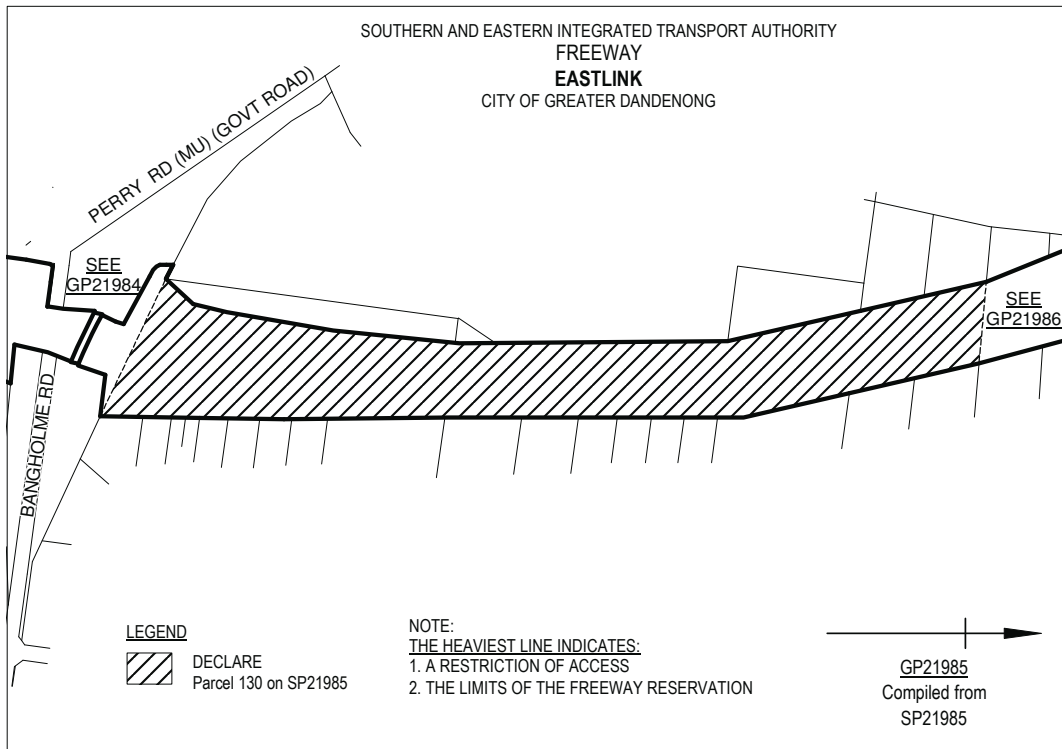 SOUTHERN AND EASTERN INTEGRATED TRANSPORT AUTHORITY
FREEWAY
EASTLINK
CITY OF GREATER DANDENONG
PERRY RD (MU) (GOVT ROAD)
SEE
GP21984
SEE
GP21986
BANGHOLME RD
LEGEND
DECLARE
Parcel 130 on SP21985
NOTE:
THE HEAVIEST LINE INDICATES:
1. A RESTRICTION OF ACCESS
2. THE LIMITS OF THE FREEWAY RESERVATION
GP21985
Compiled from
SP21985